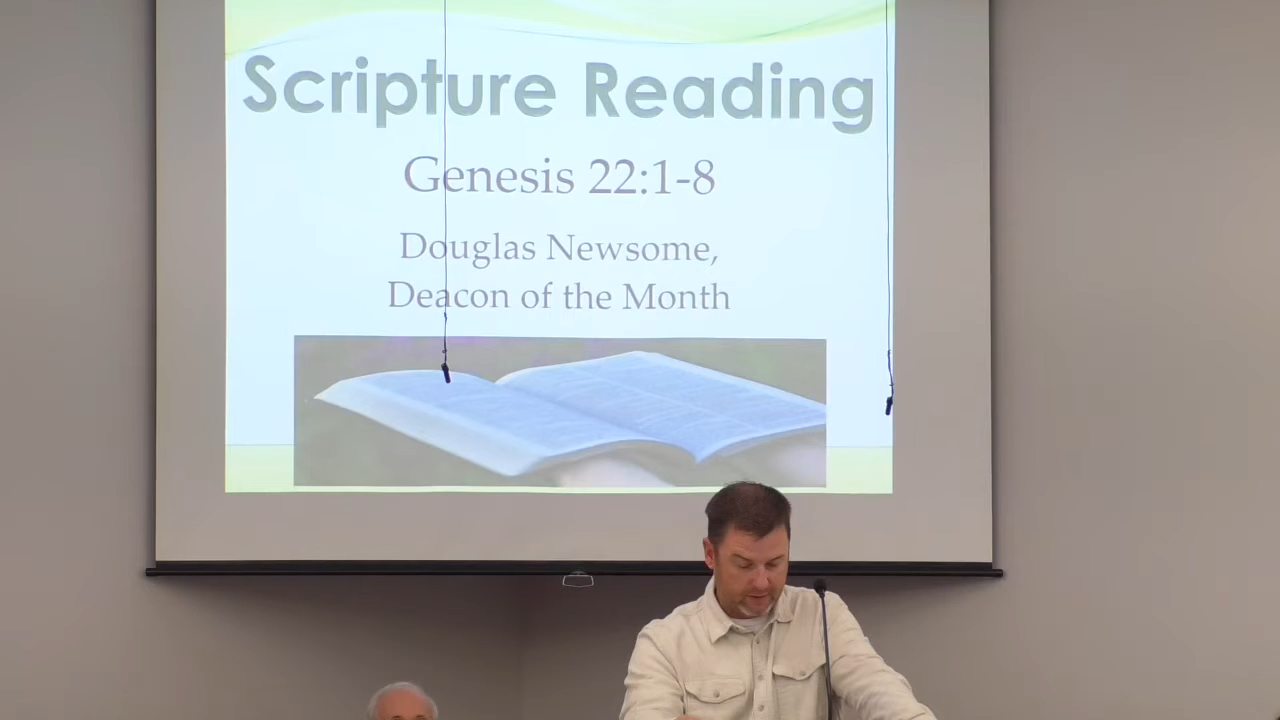 Scripture Reading
Genesis 22:1-8
Douglas Newsome,
Deacon of the Month